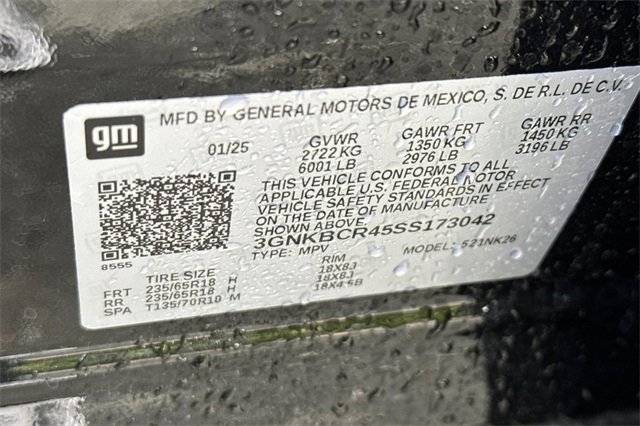 gm
MFD BY GENERAL MOTORS DE MEXICO, S. DE R.L. DE C.V.
01/25 GVWR GAWR FRT GAWR RR
2722 KG 1350 KG 1450 KG
6001 LB 2976 LB 3196 LB
THIS VEHICLE CONFORMS TO ALL
APPLICABLE U.S. FEDERAL MOTOR
VEHICLE SAFETY STANDARDS IN EFFECT
ON THE DATE OF MANUFACTURE
SHOWN ABOVE.
3GNKBCR45SS173042
TYPE: MPV MODEL: 521NK26
8555
TIRE SIZE RIM
FRT 235/65R18 H 18X8J
RR 235/65R18 H 18X8J
SPA T135/70R18 M 18X4.5B